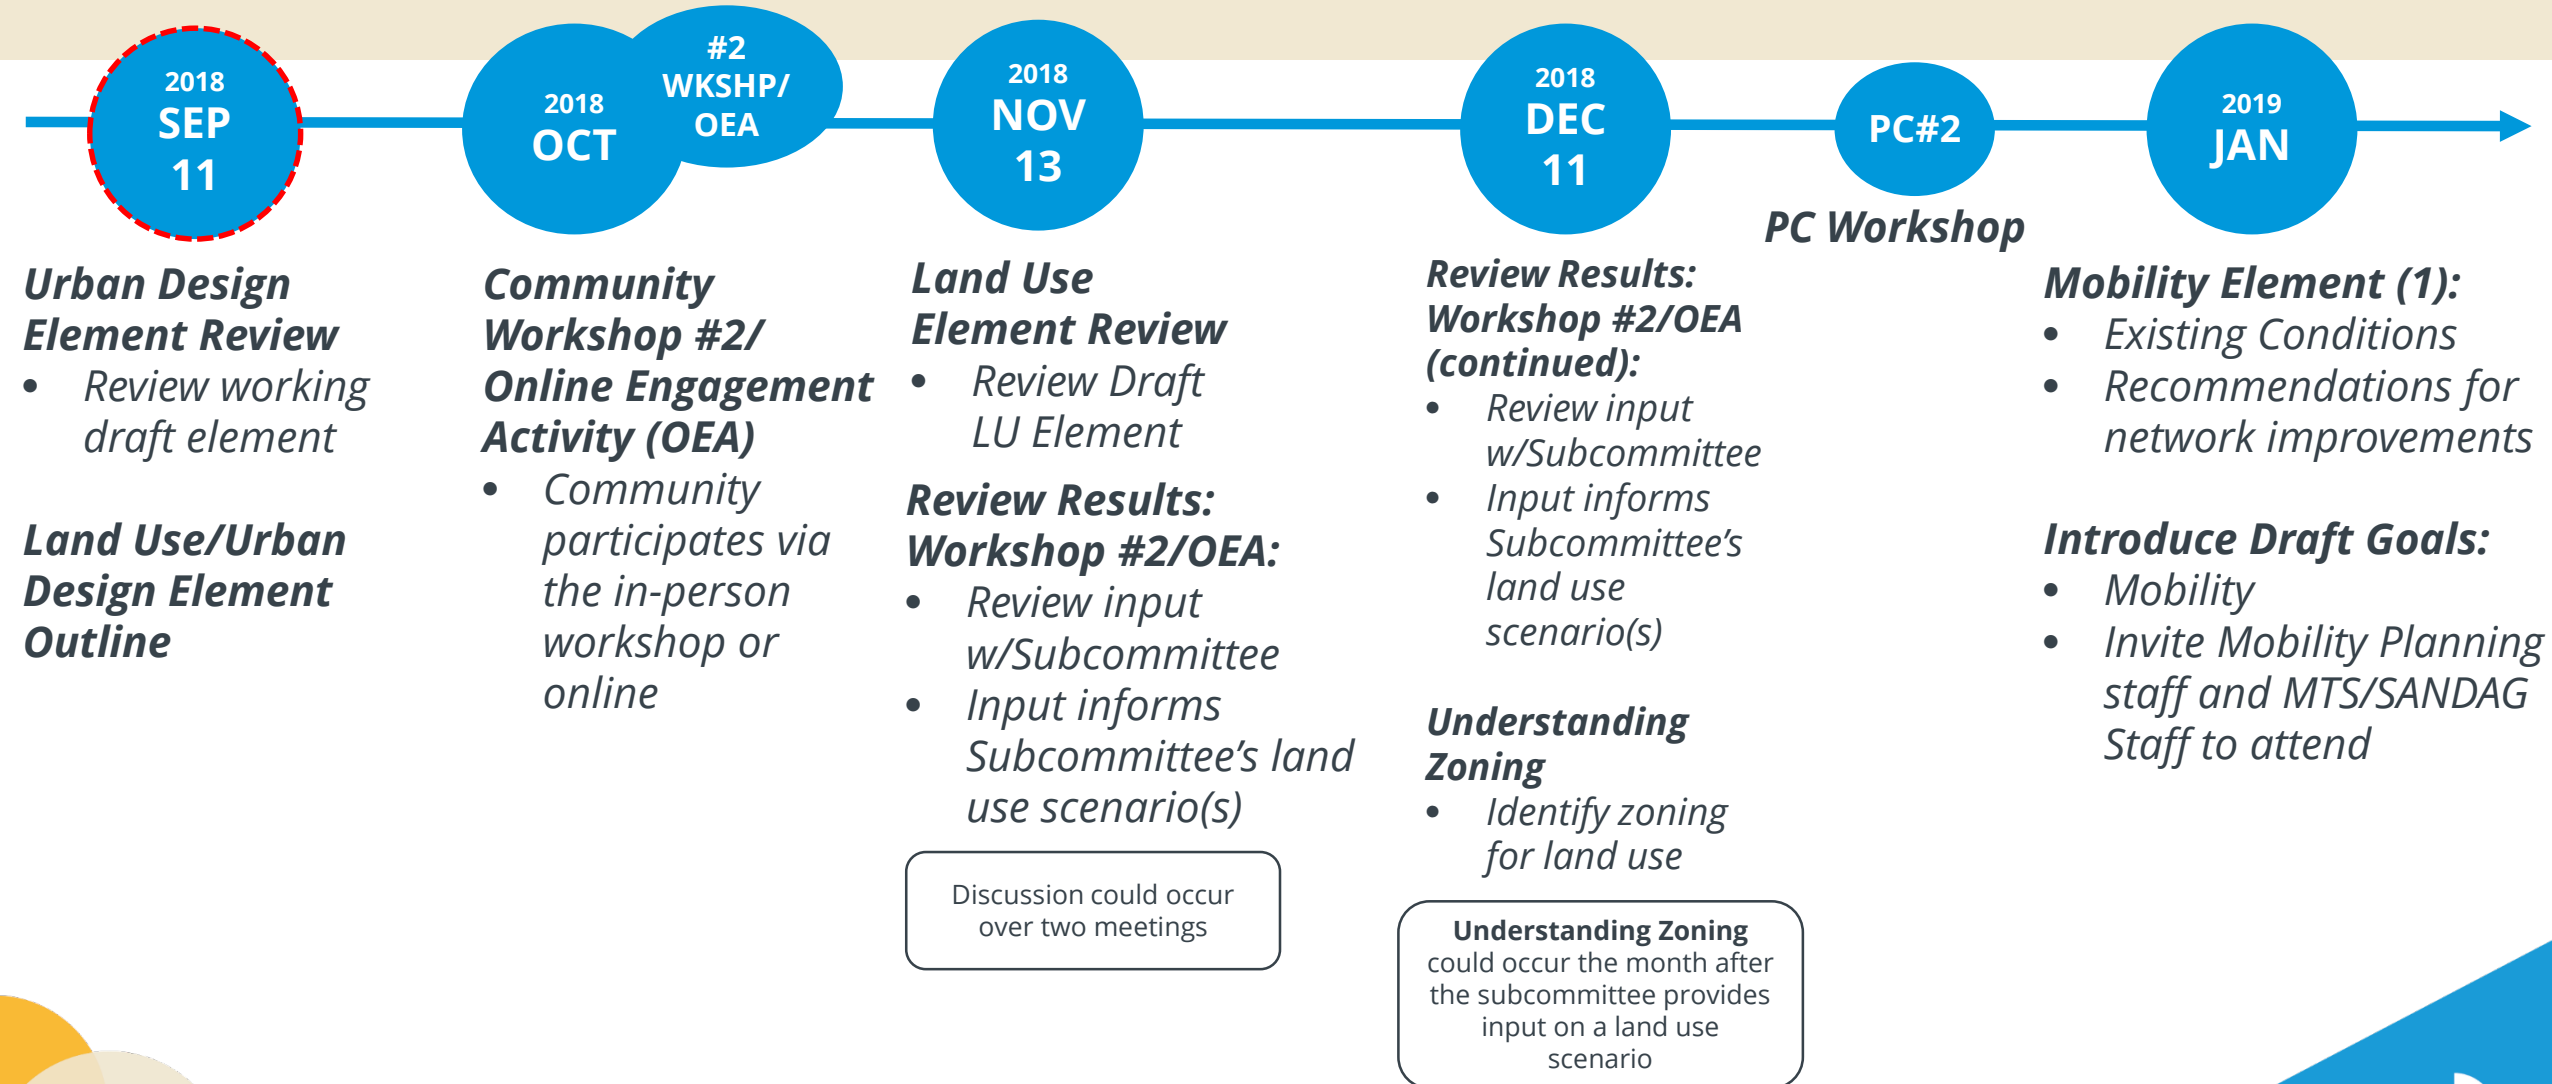 2018
SEP
11
2018
OCT
#2
WKSHP/
OEA
2018
NOV
13
2018
DEC
11
PC#2
2019
JAN
Urban Design
Element Review
• Review working
draft element
Land Use/Urban
Design Element
Outline
Community
Workshop #2/
Online Engagement
Activity (OEA)
• Community
participates via
the in-person
workshop or
online
Land Use
Element Review
• Review Draft
LU Element
Review Results:
Workshop #2/OEA:
• Review input
w/Subcommittee
• Input informs
Subcommittee’s land
use scenario(s)
Discussion could occur
over two meetings
Review Results:
Workshop #2/OEA
(continued):
• Review input
w/Subcommittee
• Input informs
Subcommittee’s
land use
scenario(s)
Understanding
Zoning
• Identify zoning
for land use
Understanding Zoning
could occur the month after
the subcommittee provides
input on a land use
scenario
PC Workshop
Mobility Element (1):
• Existing Conditions
• Recommendations for
network improvements
Introduce Draft Goals:
• Mobility
• Invite Mobility Planning
staff and MTS/SANDAG
Staff to attend